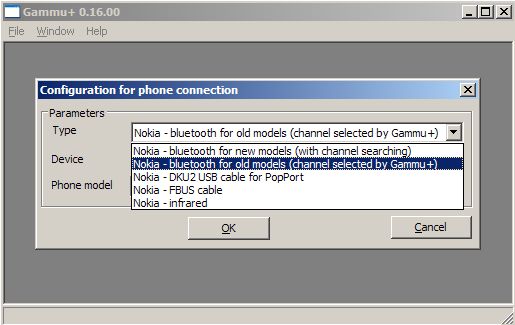 Gammu+ 0.16.00
File Window Help
Configuration for phone connection
Parameters
Type
Nokia - bluetooth for old models (channel selected by Gammu+)
Nokia - bluetooth for new models (with channel searching)
Device
Nokia - bluetooth for old models (channel selected by Gammu+)
Nokia - DKU2 USB cable for PopPort
Phone model
Nokia - FBUS cable
Nokia - infrared
OK
Cancel